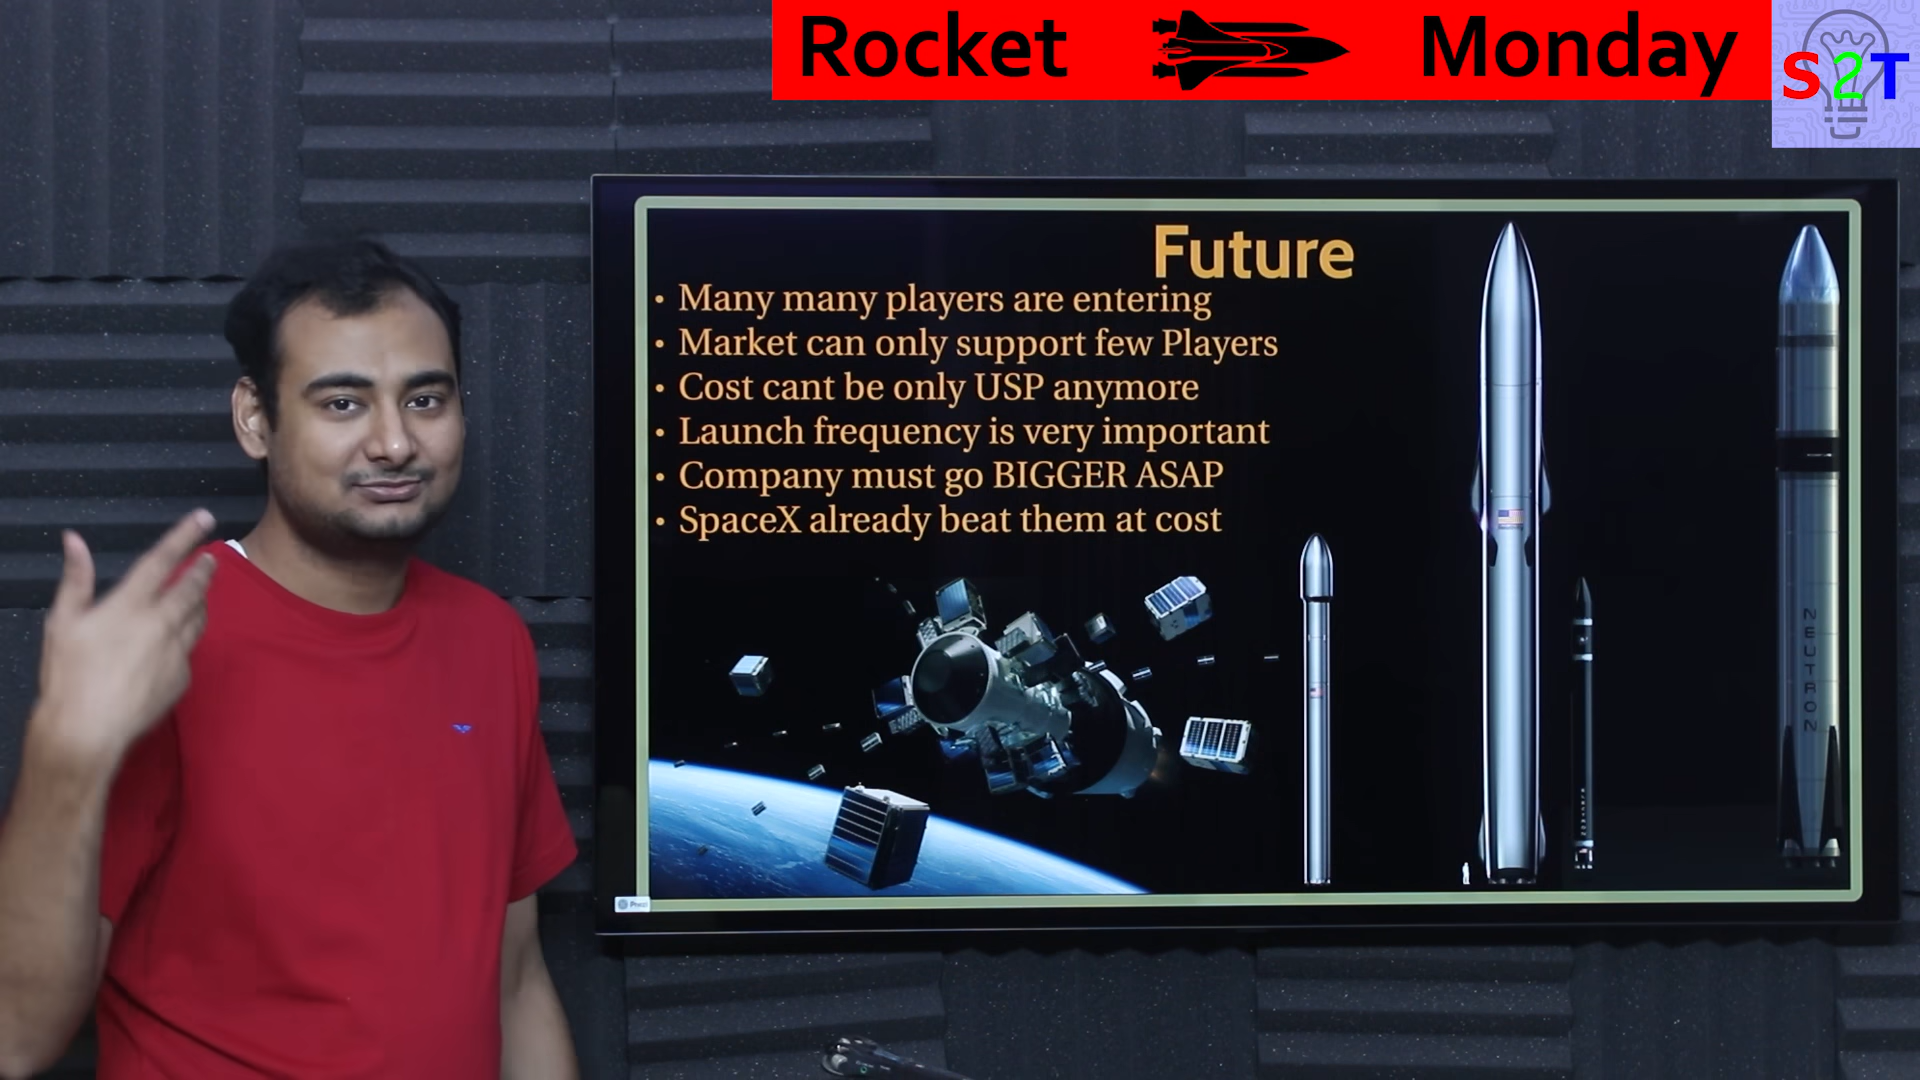 Rocket Monday
S2T
Future
• Many many players are entering
• Market can only support few Players
• Cost cant be only USP anymore
• Launch frequency is very important
• Company must go BIGGER ASAP
• SpaceX already beat them at cost
NEUTRON
Prezi